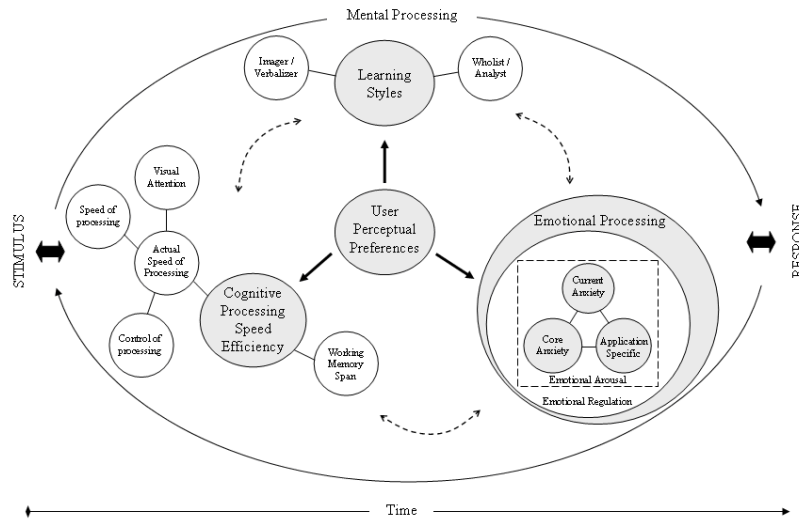 Mental Processing
Imager /
Verbalizer
Learning
Styles
Wholist /
Analyst
Visual
Attention
Speed of
processing
Actual
Speed of
Processing
Control of
processing
User
Perceptual
Preferences
Cognitive
Processing
Speed
Efficiency
Working
Memory
Span
Emotional Processing
Current
Anxiety
Core
Anxiety
Application
Specific
Emotional Arousal
Emotional Regulation
STIMULUS
RESPONSE
Time